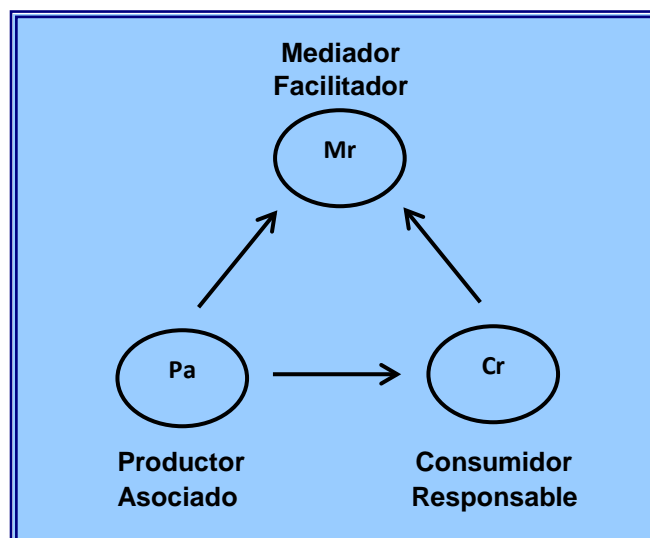 Mediador
Facilitador
Mr
Pa
Cr
Productor
Asociado
Consumidor
Responsable